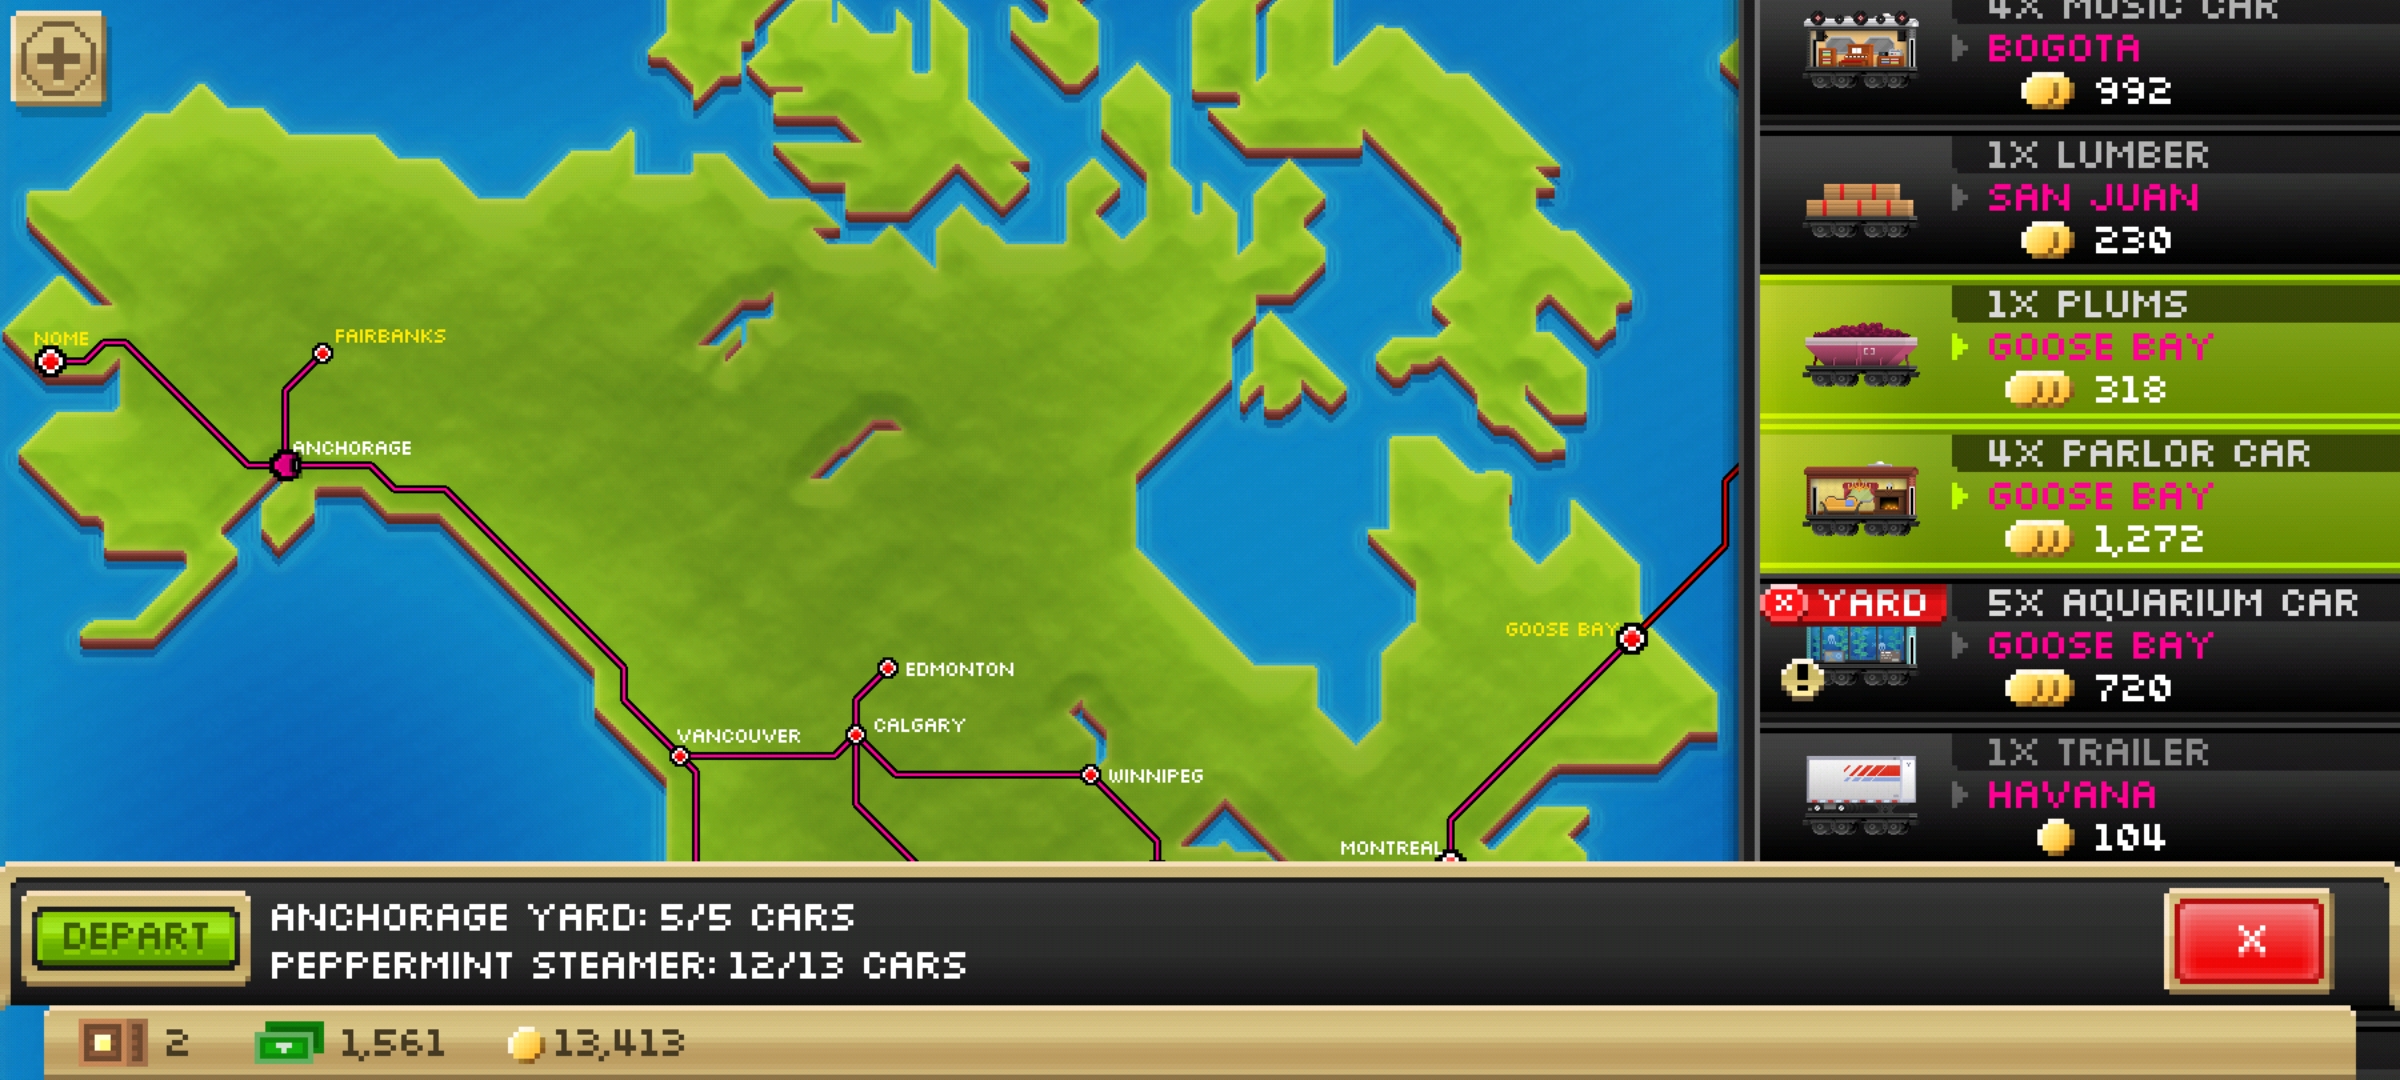 4X MUSIC CAR
BOGOTA
992
1X LUMBER
SAN JUAN
230
1X PLUMS
GOOSE BAY
318
4X PARLOR CAR
GOOSE BAY
1,272
YARD
5X AQUARIUM CAR
GOOSE BAY
720
1X TRAILER
HAVANA
104
NOME
FAIRBANKS
ANCHORAGE
GOOSE BAY
EDMONTON
CALGARY
VANCOUVER
WINNIPEG
MONTREAL
DEPART
ANCHORAGE YARD: 5/5 CARS
PEPPERMINT STEAMER: 12/13 CARS
X
2
1,561
13,413